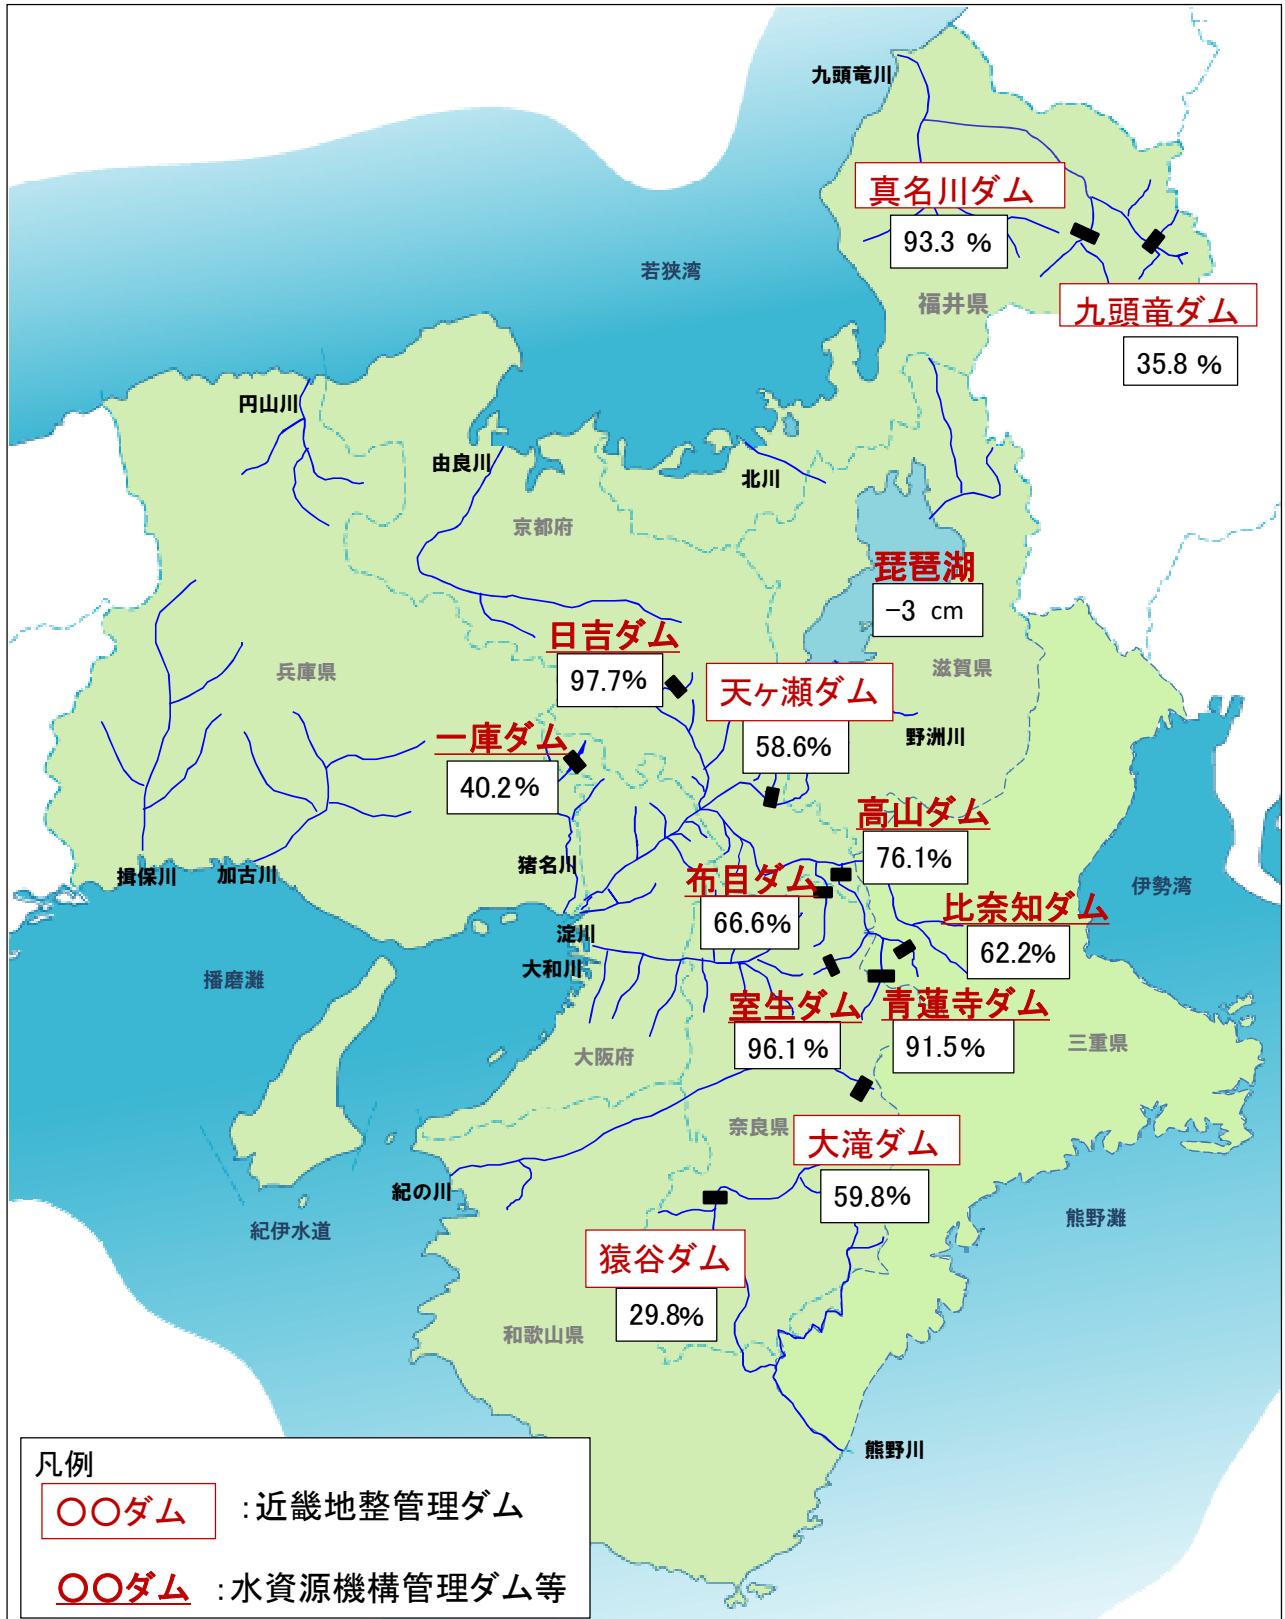 九頭竜川
真名川ダム
93.3 %
若狭湾
福井県
九頭竜ダム
35.8 %
円山川
由良川
北川
京都府
琵琶湖
-3 cm
日吉ダム
97.7%
兵庫県
滋賀県
天ヶ瀬ダム
58.6%
野洲川
一庫ダム
40.2%
高山ダム
76.1%
猪名川
揖保川
加古川
布目ダム
66.6%
伊勢湾
比奈知ダム
62.2%
淀川
大和川
播磨灘
室生ダム
96.1%
青蓮寺ダム
91.5%
大阪府
三重県
奈良県
大滝ダム
59.8%
紀の川
紀伊水道
熊野灘
猿谷ダム
29.8%
和歌山県
熊野川
凡例
〇〇ダム :近畿地整管理ダム
〇〇ダム :水資源機構管理ダム等